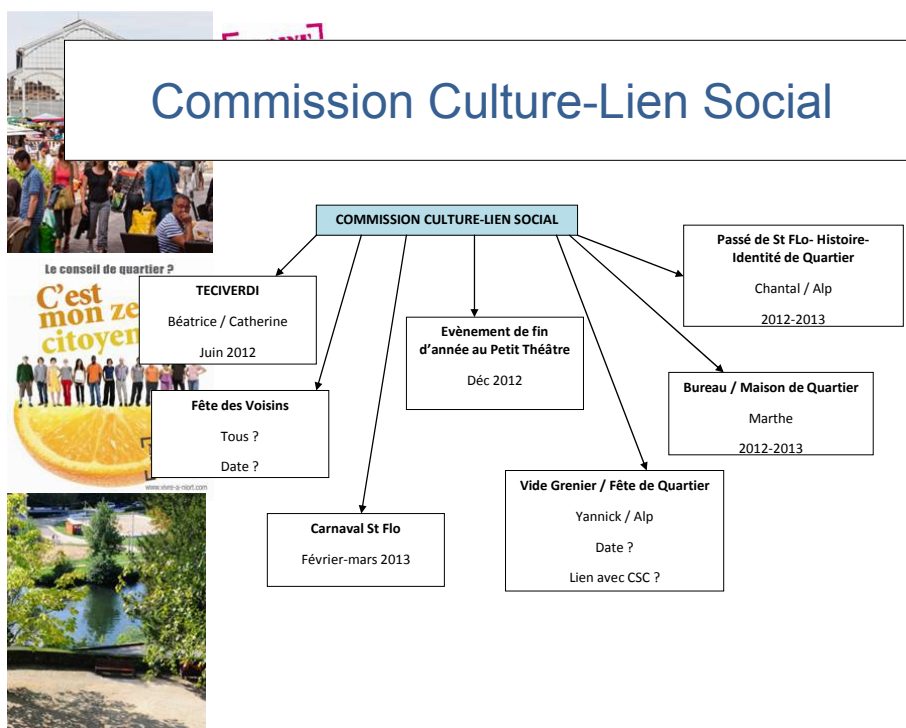 Commission Culture-Lien Social
COMMISSION CULTURE-LIEN SOCIAL
Passé de St FLo- Histoire-
Identité de Quartier
Chantal / Alp
2012-2013
Le conseil de quartier ?
C'est
mon
citoyen
www.vivre-a-niort.com
TECIVERDI
Béatrice / Catherine
Juin 2012
Evènement de fin
d'année au Petit Théâtre
Déc 2012
Bureau / Maison de Quartier
Marthe
2012-2013
Fête des Voisins
Tous ?
Date ?
Vide Grenier / Fête de Quartier
Yannick / Alp
Date ?
Lien avec CSC ?
Carnaval St Flo
Février-mars 2013